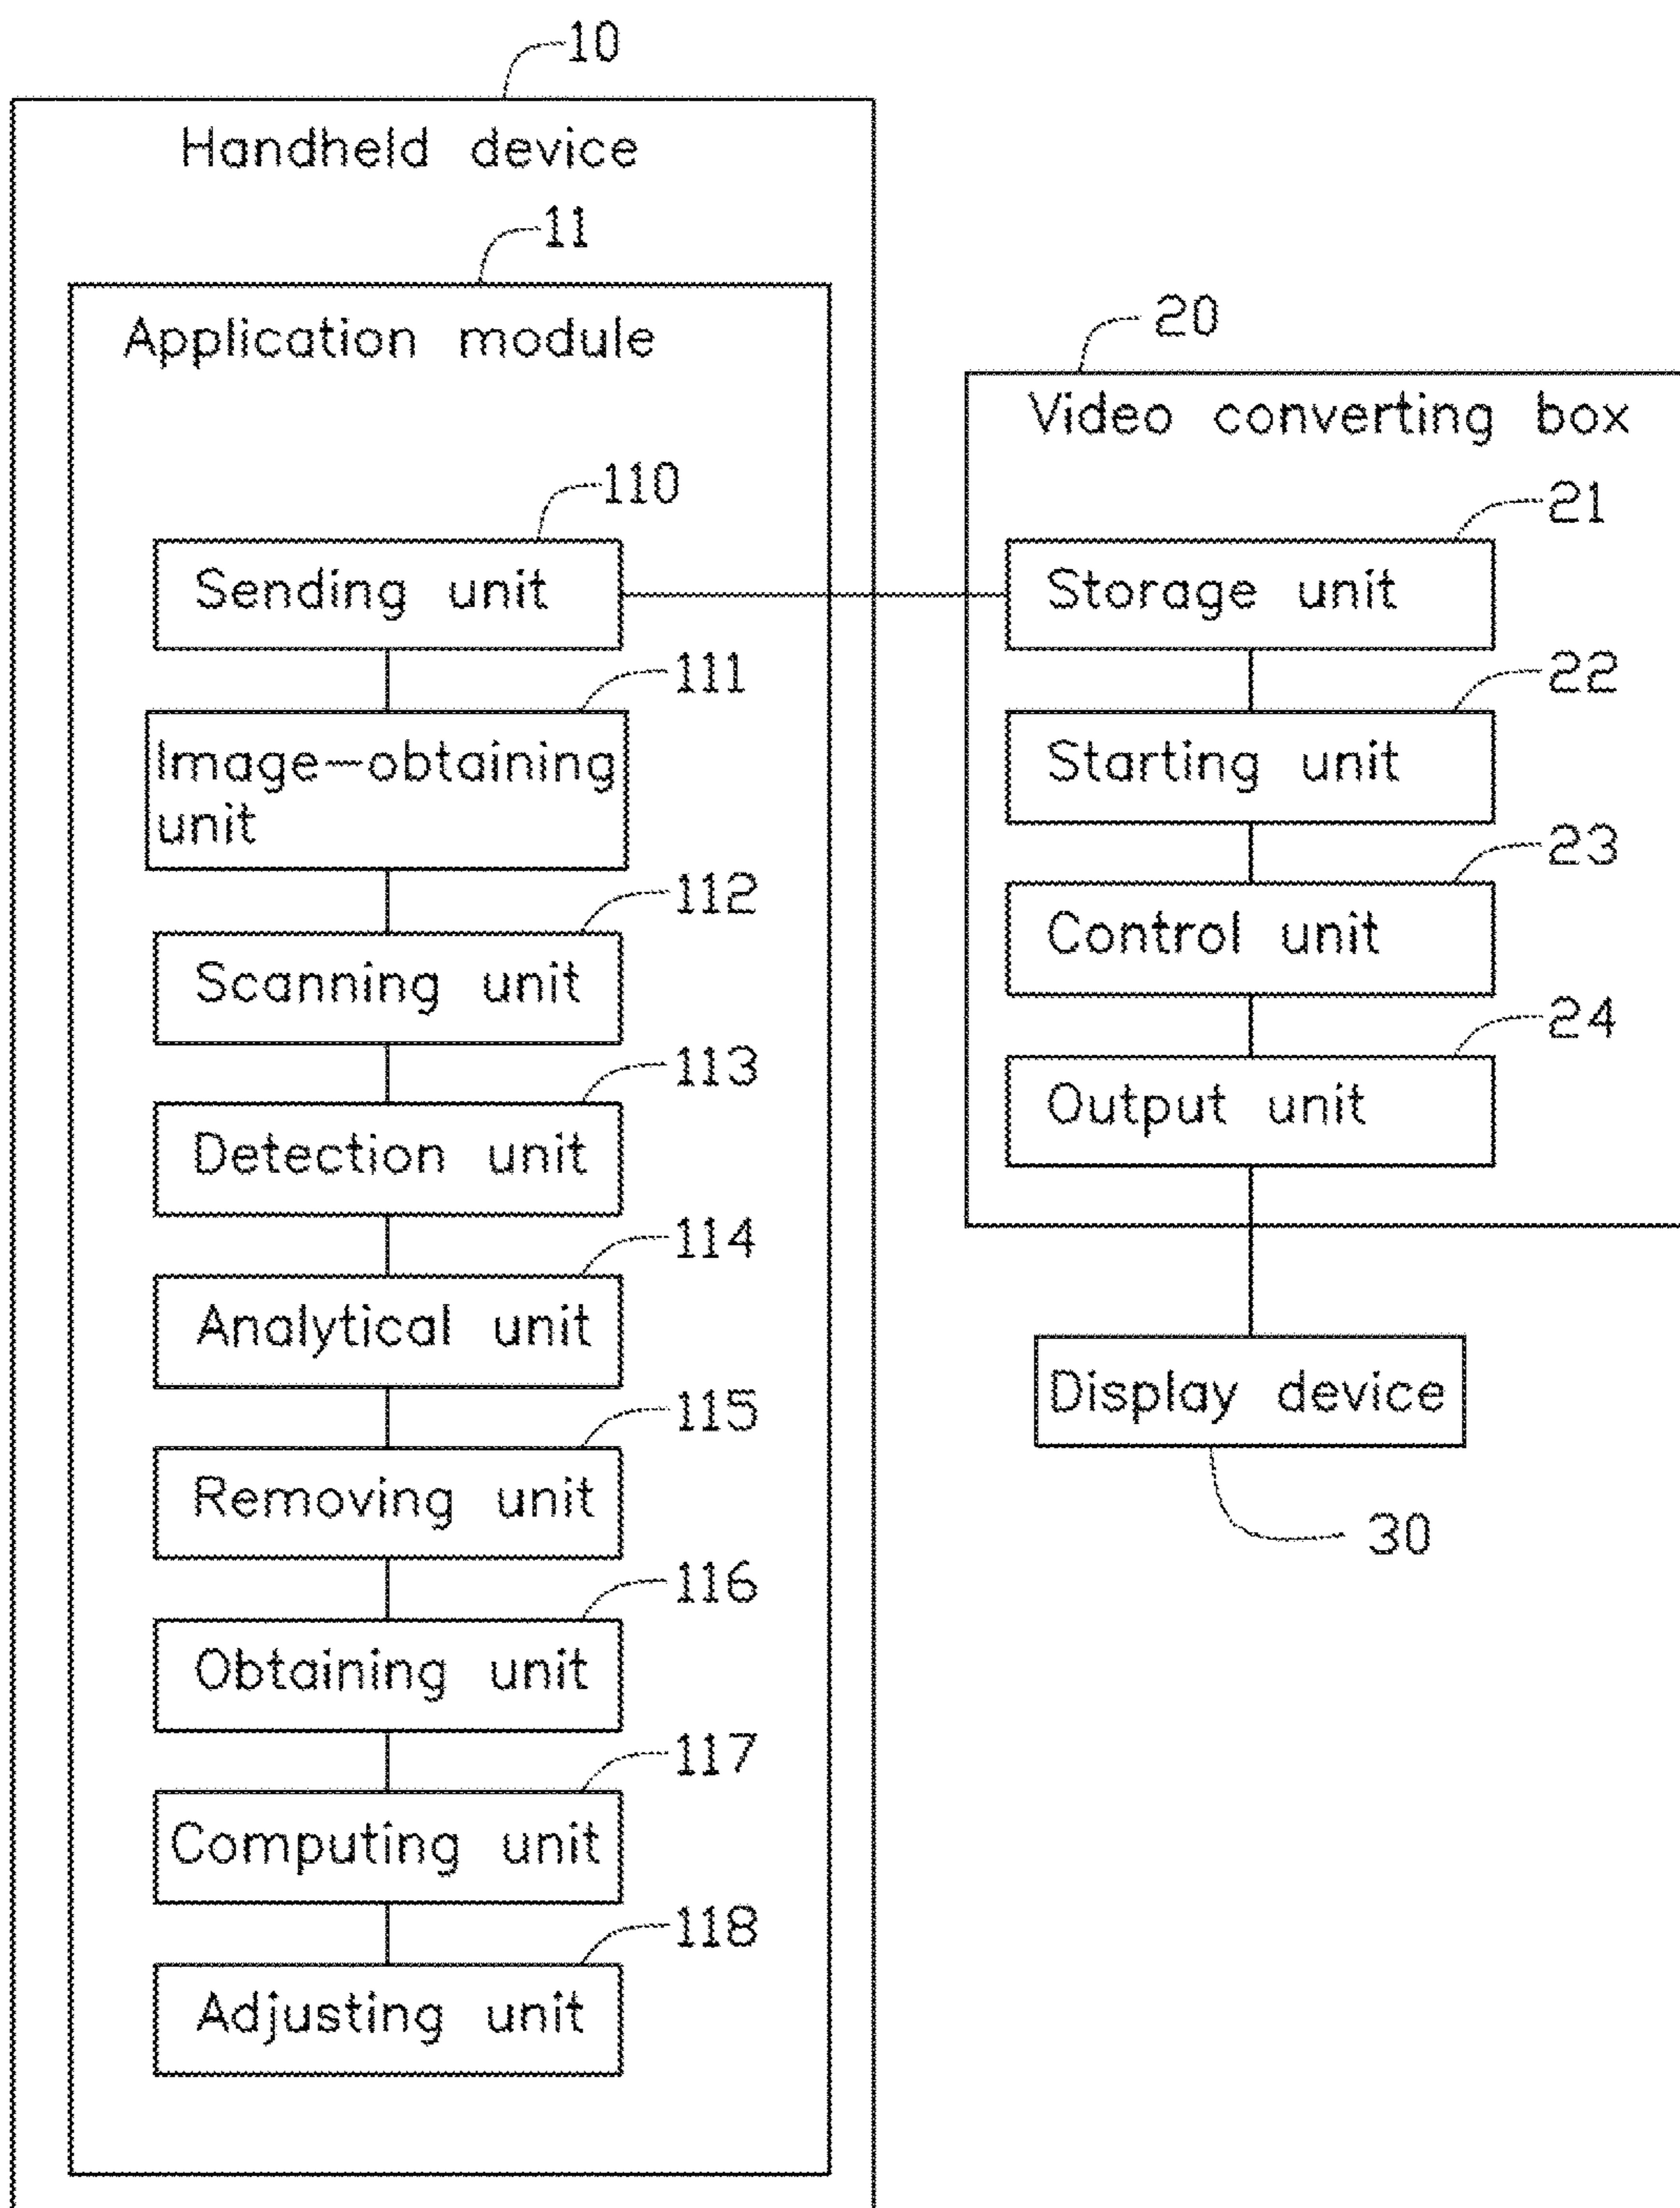 10
Handheld device
11
Application module
110
Sending unit
111
Image-obtaining
unit
112
Scanning unit
113
Detection unit
114
Analytical unit
115
Removing unit
116
Obtaining unit
117
Computing unit
118
Adjusting unit
20
Video converting box
21
Storage unit
22
Starting unit
23
Control unit
24
Output unit
Display device
30